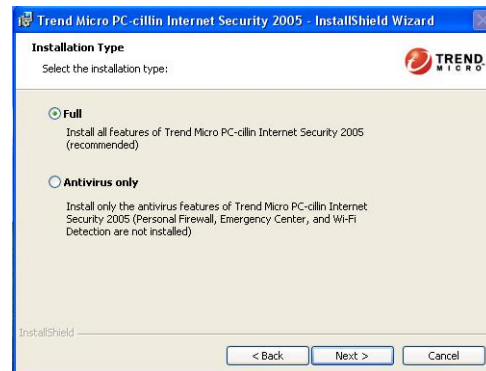 Trend Micro PC-cillin Internet Security 2005 - InstallShield Wizard
Installation Type
Select the installation type:
TREND
MICRO
Full
Install all features of Trend Micro PC-cillin Internet Security 2005
(recommended)
Antivirus only
Install only the antivirus features of Trend Micro PC-cillin Internet
Security 2005 (Personal Firewall, Emergency Center, and Wi-Fi
Detection are not installed)
InstallShield
< Back
Next >
Cancel